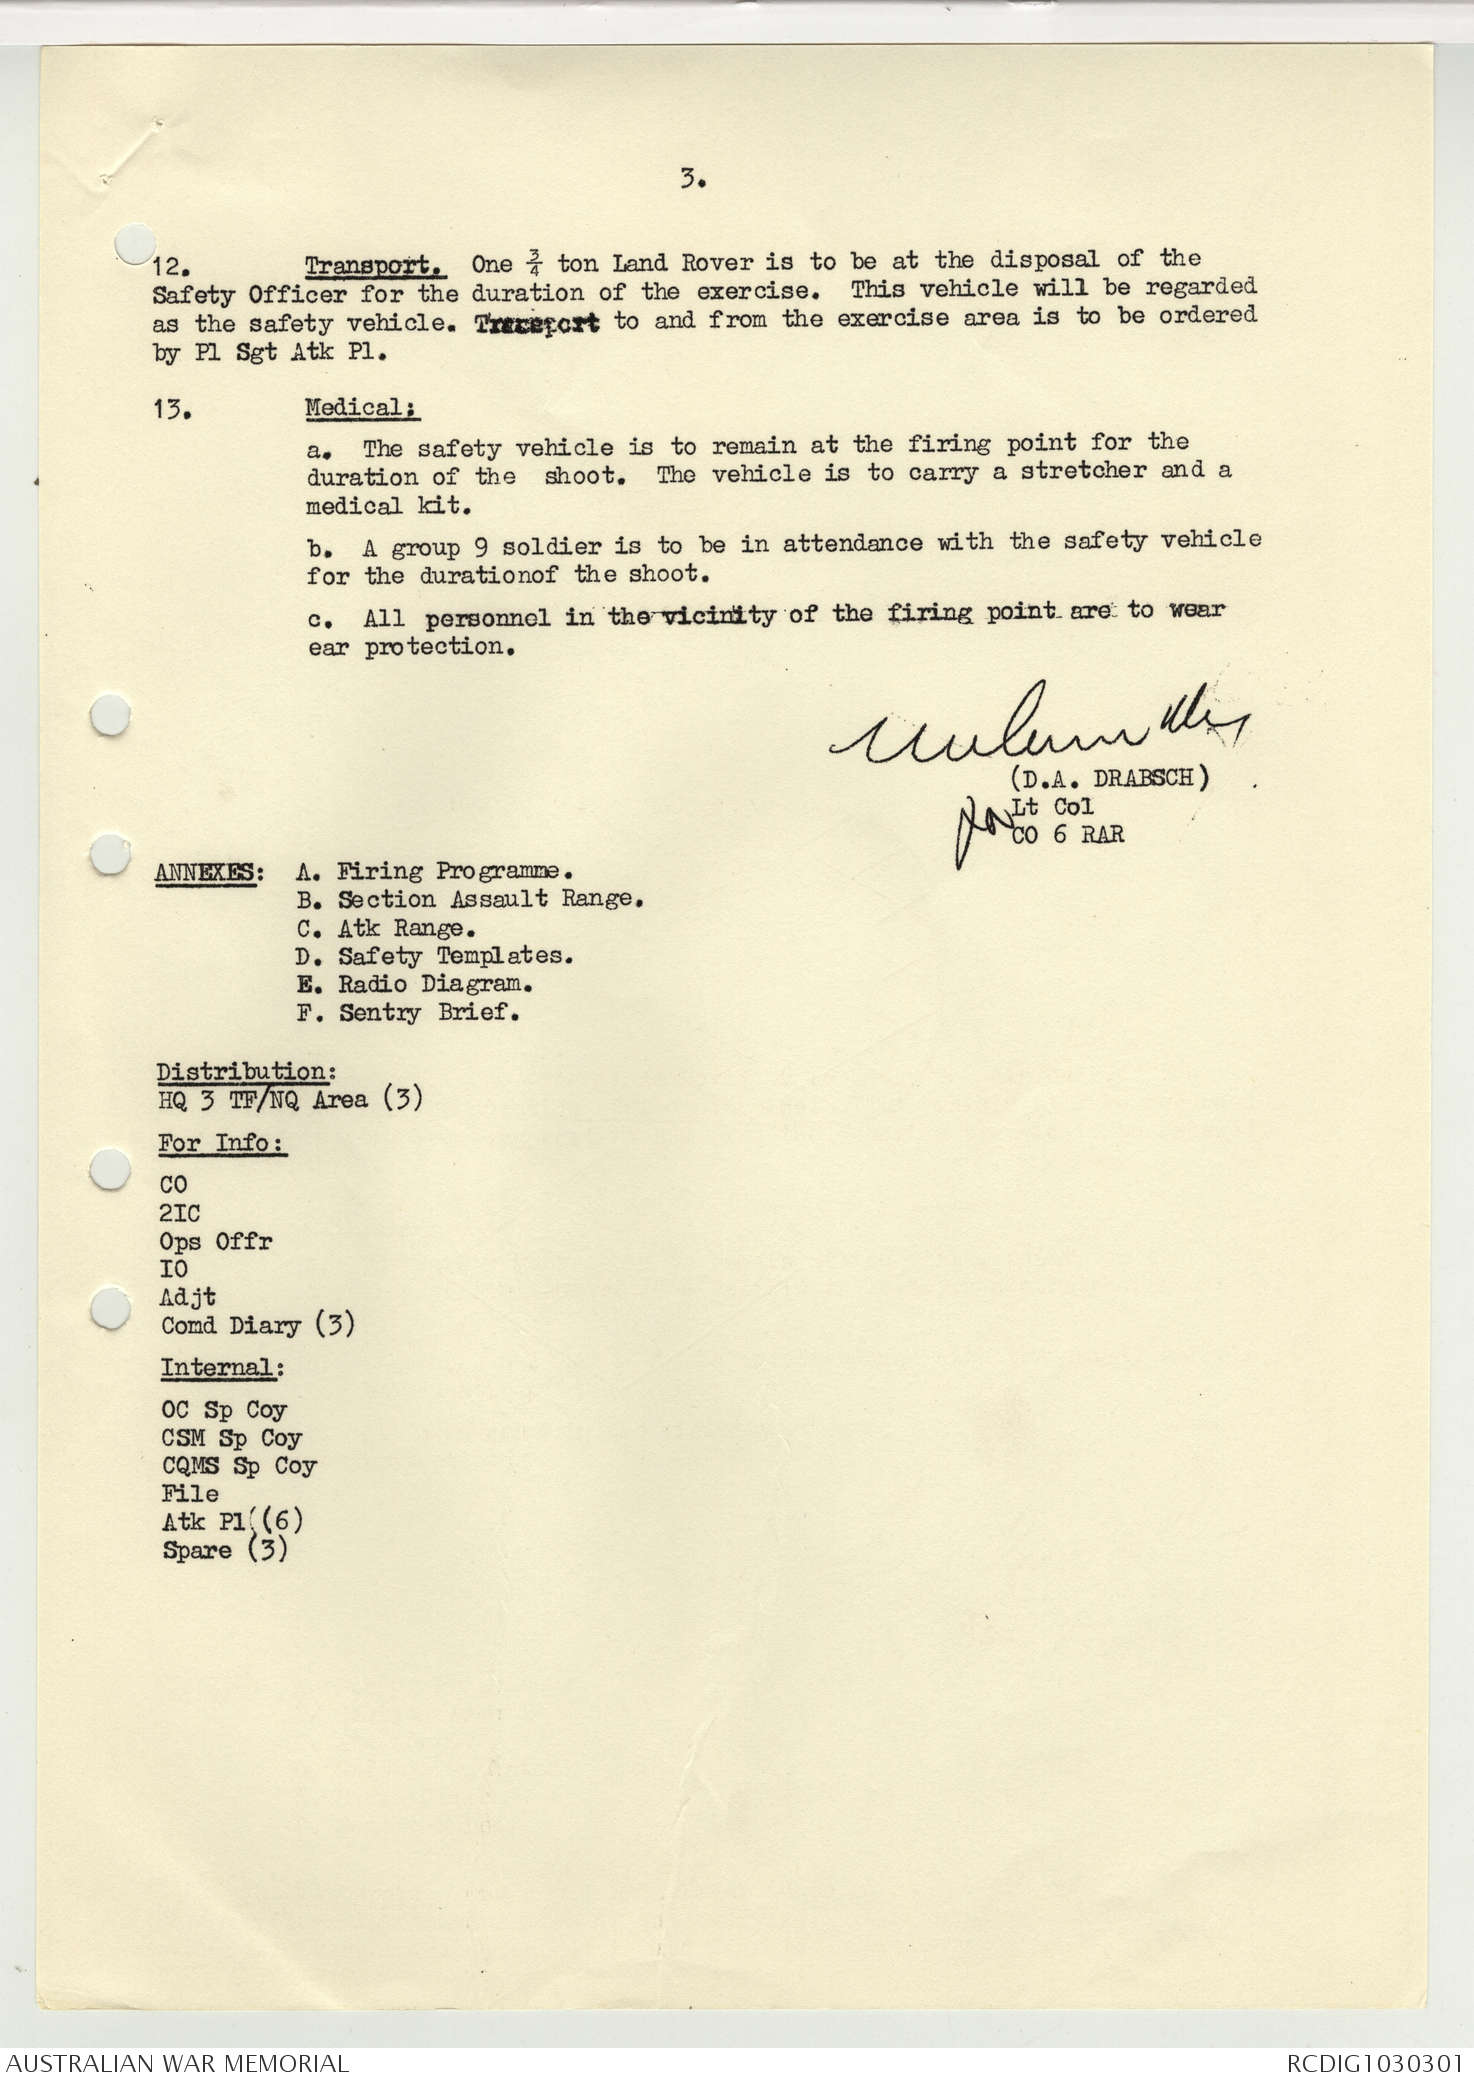 3.
12. Transport. One ¾ ton Land Rover is to be at the disposal of the
Safety Officer for the duration of the exercise. This vehicle will be regarded
as the safety vehicle. Transport to and from the exercise area is to be ordered
by Pl Sgt Atk Pl.
13. Medical:
a. The safety vehicle is to remain at the firing point for the
duration of the shoot. The vehicle is to carry a stretcher and a
medical kit.
b. A group 9 soldier is to be in attendance with the safety vehicle
for the durationof the shoot.
c. All personnel in the vicinity of the firing point are to wear
ear protection.
(D.A. DRABSCH)
Lt Col
for CO 6 RAR
ANNEXES: A. Firing Programme.
B. Section Assault Range.
C. Atk Range.
D. Safety Templates.
E. Radio Diagram.
F. Sentry Brief.
Distribution:
HQ 3 TF/NQ Area (3)
For Info:
CO
2IC
Ops Offr
IO
Adjt
Comd Diary (3)
Internal:
OC Sp Coy
CSM Sp Coy
CQMS Sp Coy
File
Atk Pl (6)
Spare (3)
AUSTRALIAN WAR MEMORIAL
RCDIG1030301